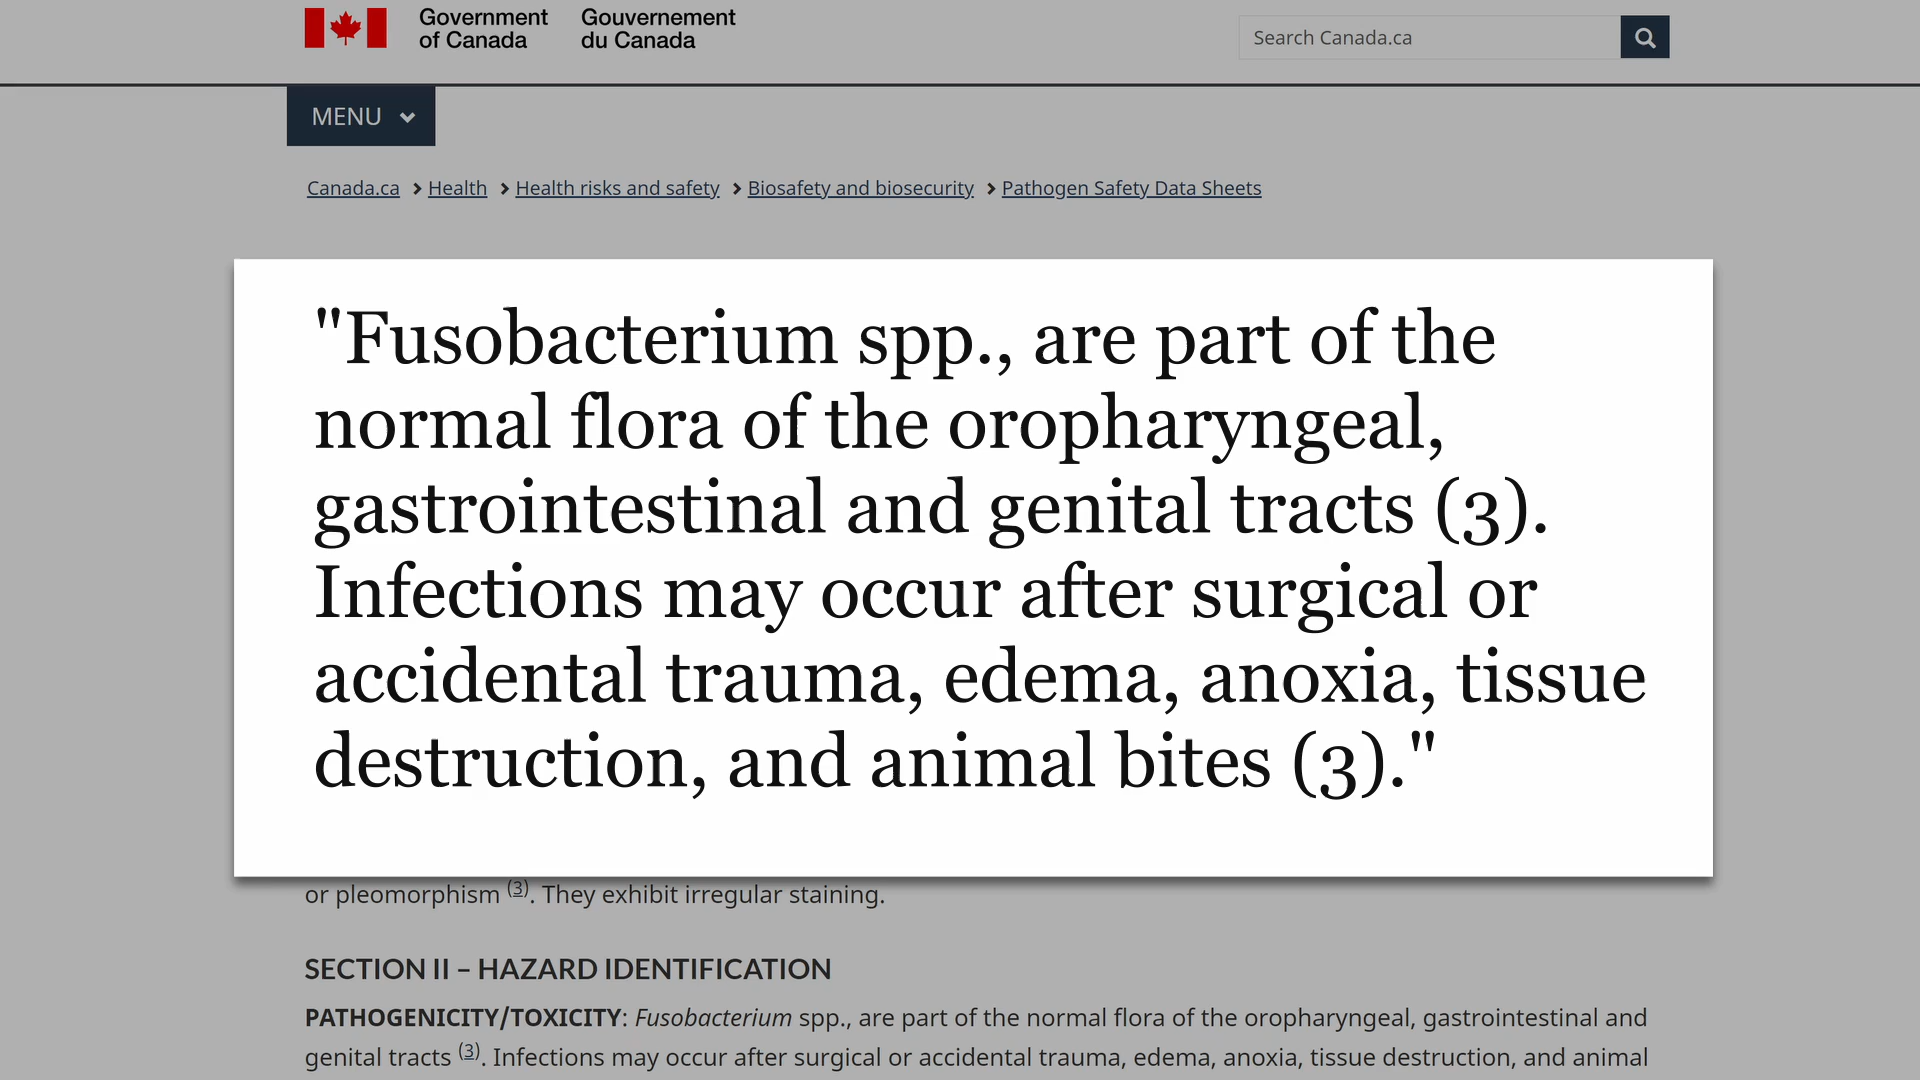 Government
of Canada
Gouvernement
du Canada
Search Canada.ca
MENU
Canada.ca > Health > Health risks and safety > Biosafety and biosecurity > Pathogen Safety Data Sheets
"Fusobacterium spp., are part of the
normal flora of the oropharyngeal,
gastrointestinal and genital tracts (3).
Infections may occur after surgical or
accidental trauma, edema, anoxia, tissue
destruction, and animal bites (3)."
or pleomorphism (3). They exhibit irregular staining.
SECTION II – HAZARD IDENTIFICATION
PATHOGENICITY/TOXICITY: Fusobacterium spp., are part of the normal flora of the oropharyngeal, gastrointestinal and
genital tracts (3). Infections may occur after surgical or accidental trauma, edema, anoxia, tissue destruction, and animal